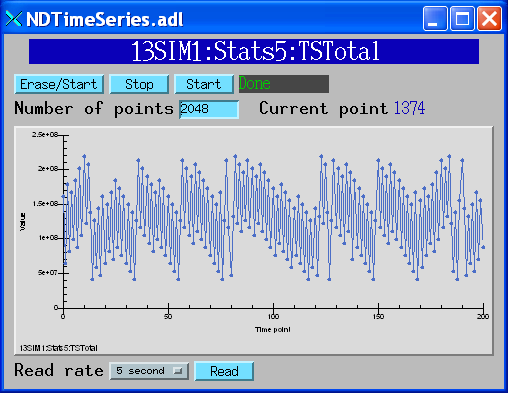 NDTimeSeries.adl
13SIM1:Stats5:TSTotal
Erase/Start Stop Start Done
Number of points 2048 Current point 1374
2.5e+08
2e+08
1.5e+08
1e+08
5e+07
0
Value
0 50 100 150 200
Time point
13SIM1:Stats5:TSTotal
Read rate 5 second Read